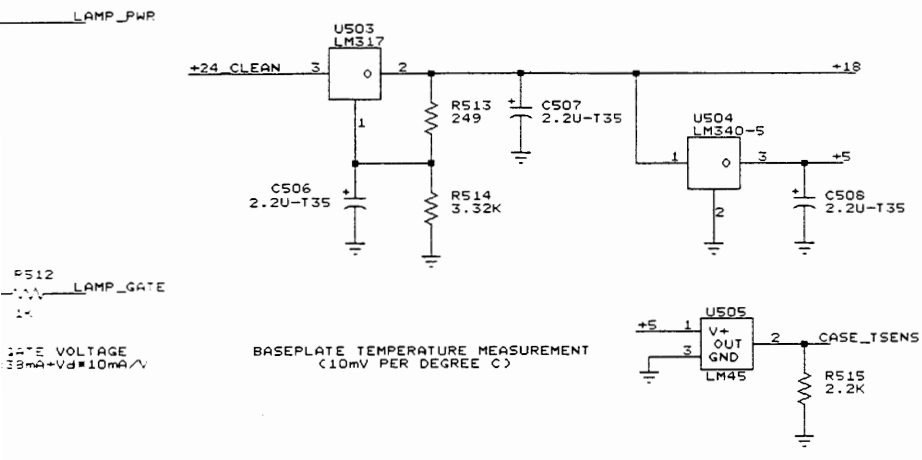 LAMP_PWR
U503
LM317
+24_CLEAN
3
2
+18
1
R513
249
C507
2.2U-T35
U504
LM340-5
1
3
+5
2
C506
2.2U-T35
R514
3.32K
C508
2.2U-T35
R512
LAMP_GATE
1K
GATE VOLTAGE
BASEPLATE TEMPERATURE MEASUREMENT
(10mV PER DEGREE C)
U505
+5
1
V+
OUT
2
CASE_TSENS
3
GND
LM45
R515
2.2K